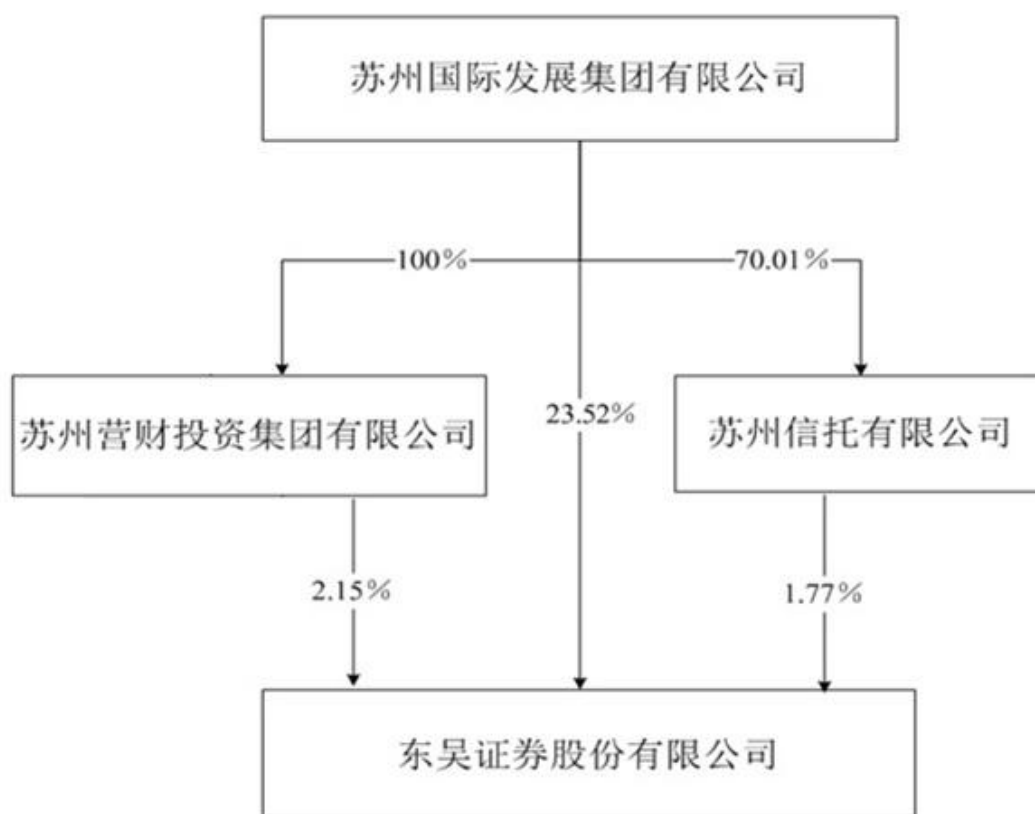 苏州国际发展集团有限公司
100%
70.01%
苏州营财投资集团有限公司
23.52%
苏州信托有限公司
2.15%
1.77%
东吴证券股份有限公司